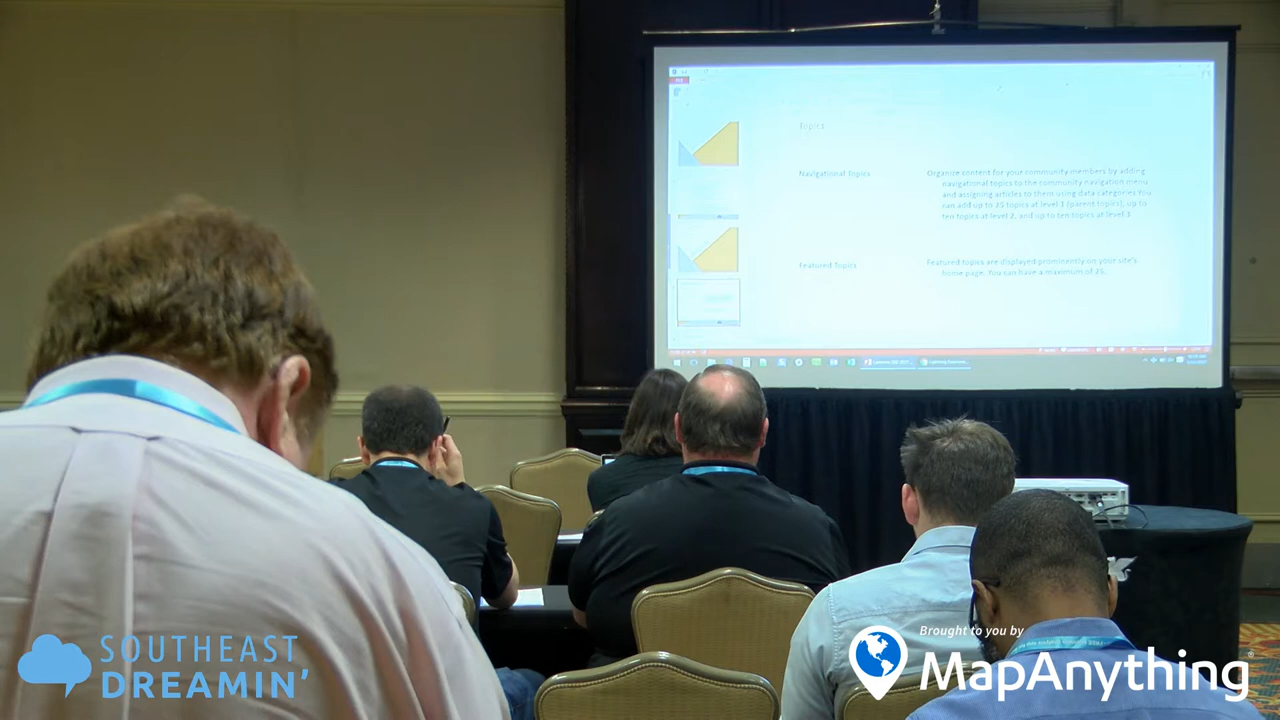 Topics
Navigational Topics
Organize content for your community members by adding
navigational topics to the community navigation menu
and assigning articles to them using data categories. You
can add up to 25 topics at level 1 (parent topics), up to
ten topics at level 2, and up to ten topics at level 3
Featured Topics
Featured topics are displayed prominently on your site's
home page. You can have a maximum of 25.
SOUTHEAST
DREAMIN'
Brought to you by
MapAnything